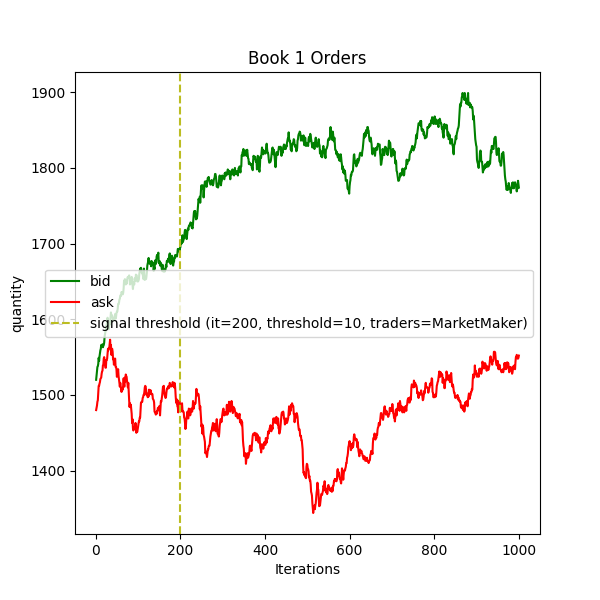 Book 1 Orders
1900
1800
1700
1600
1500
1400
quantity
bid
ask
signal threshold (it=200, threshold=10, traders=MarketMaker)
0 200 400 600 800 1000
Iterations